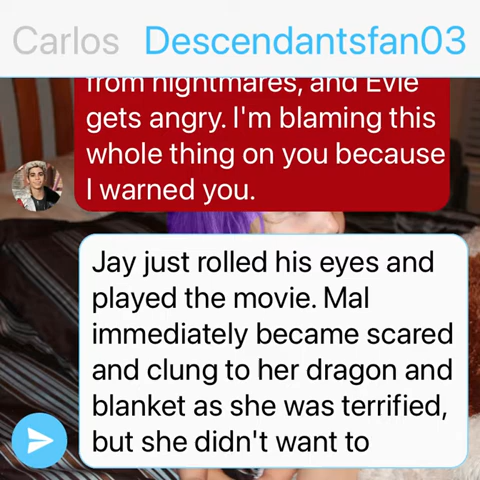 Carlos Descendantsfan03
from nightmares, and Evie
gets angry. I'm blaming this
whole thing on you because
I warned you.
Jay just rolled his eyes and
played the movie. Mal
immediately became scared
and clung to her dragon and
blanket as she was terrified,
but she didn't want to